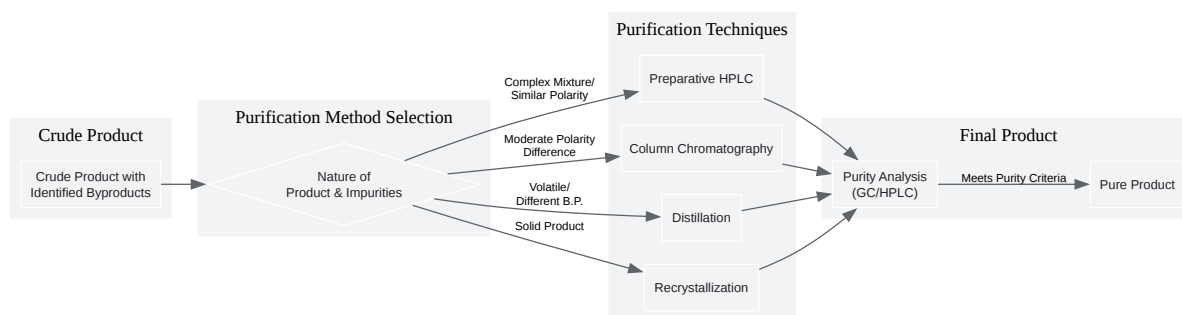 Crude Product
Crude Product with
Identified Byproducts
Purification Method Selection
Nature of
Product & Impurities
Complex Mixture/
Similar Polarity
Moderate Polarity
Difference
Volatile/
Different B.P.
Solid Product
Purification Techniques
Preparative HPLC
Column Chromatography
Distillation
Recrystallization
Final Product
Purity Analysis
(GC/HPLC)
Meets Purity Criteria
Pure Product